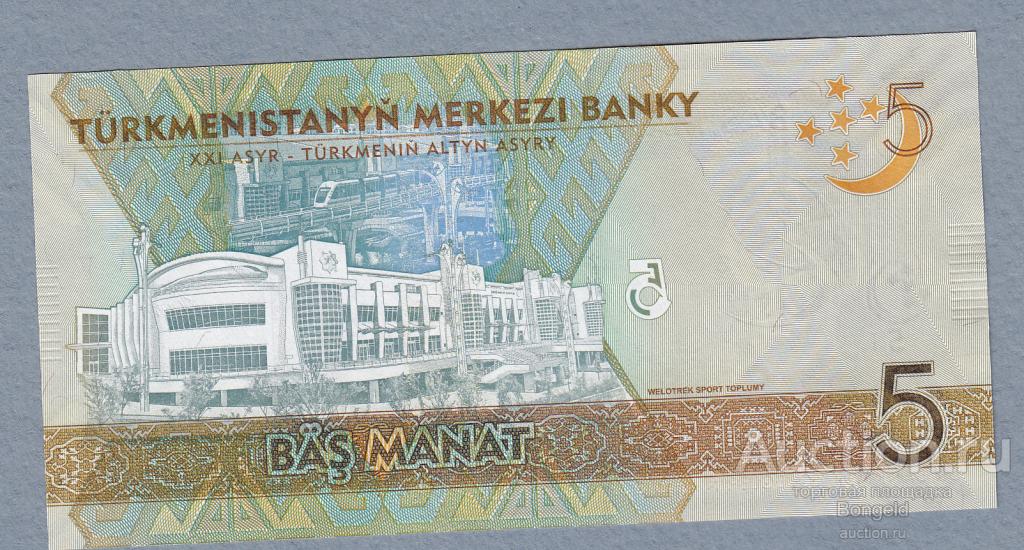 TÜRKMENISTANYŇ MERKEZI BANKY
XXI ASYR - TÜRKMENIŇ ALTYN ASYRY
5
5
WELOTREK SPORT TOPLUMY
5
BÄŞ MANAT
Auction.ru
торговая площадка
Bongeld
auction.ru